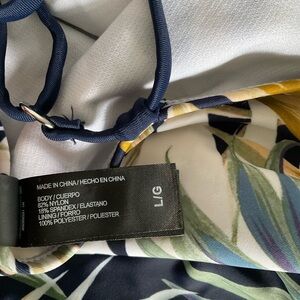 MADE IN CHINA / HECHO EN CHINA
BODY / CUERPO
82% NYLON
18% SPANDEX / ELASTANO
LINING / FORRO
100% POLYESTER / POLIESTER
L/G